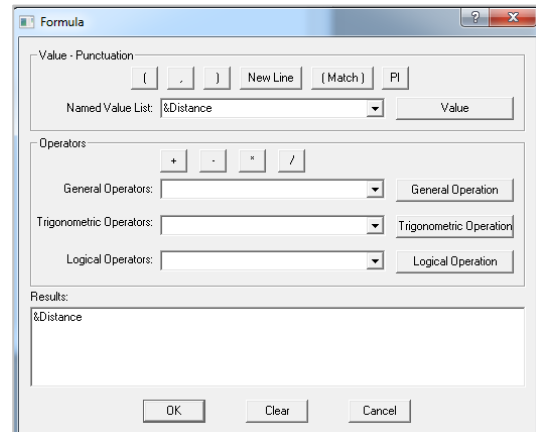 Formula
Value - Punctuation
( , ) New Line ( Match ) PI
Named Value List: &Distance Value
Operators
+ - * /
General Operators: General Operation
Trigonometric Operators: Trigonometric Operation
Logical Operators: Logical Operation
Results:
&Distance
OK Clear Cancel